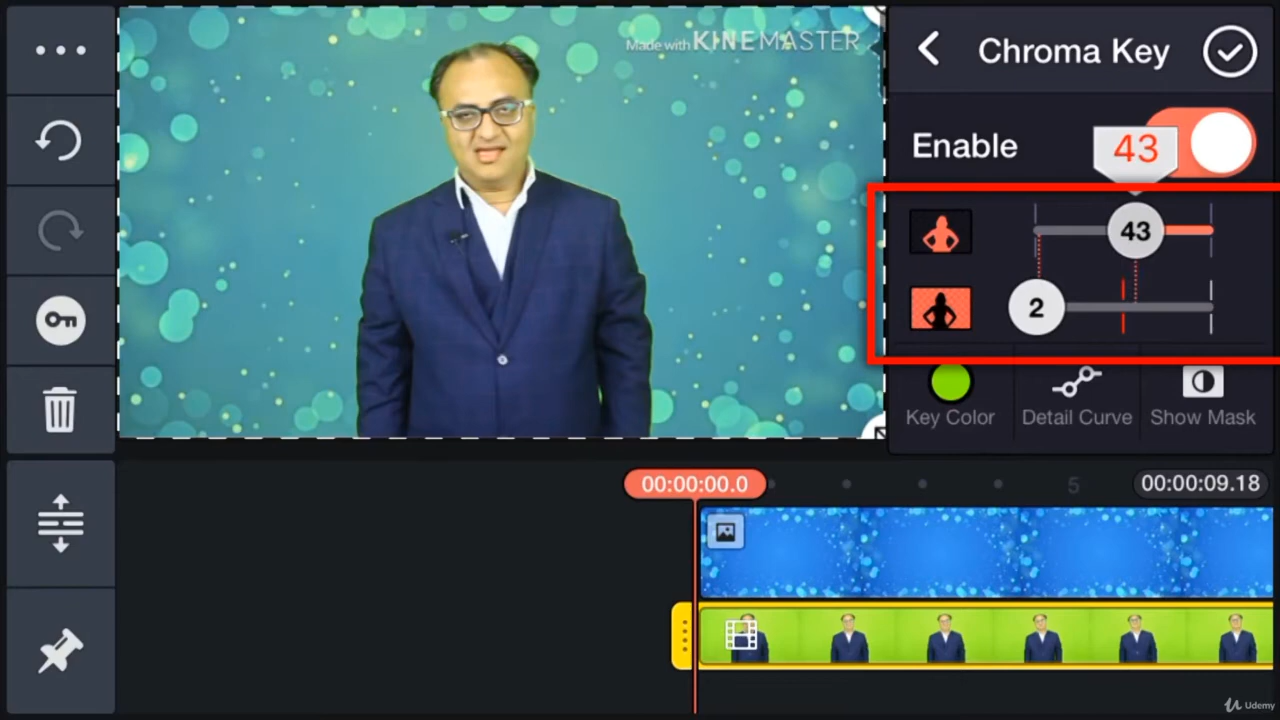 Made with KINEMASTER
Chroma Key
Enable
43
43
2
Key Color
Detail Curve
Show Mask
00:00:00.0
5
00:00:09.18
Udemy